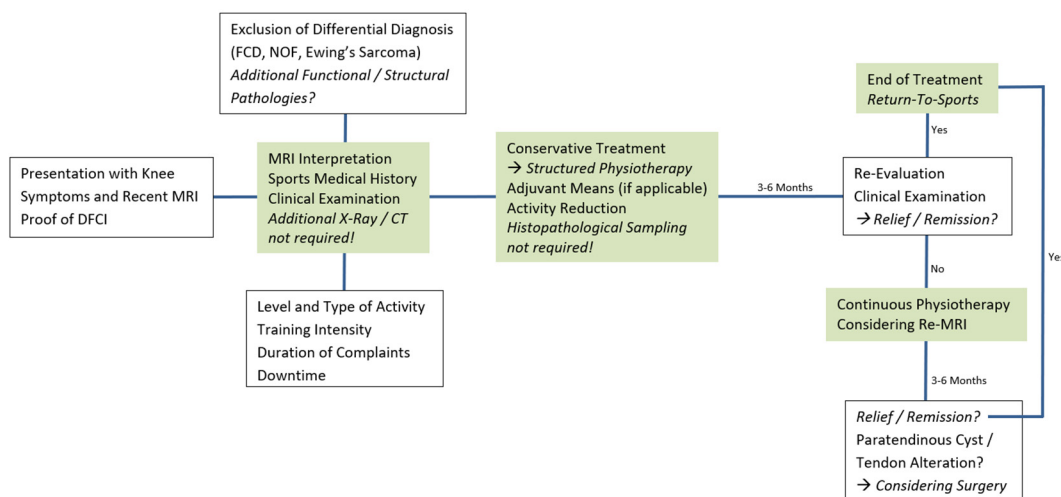 Exclusion of Differential Diagnosis
(FCD, NOF, Ewing's Sarcoma)
Additional Functional / Structural
Pathologies?
Presentation with Knee
Symptoms and Recent MRI
Proof of DFCI
MRI Interpretation
Sports Medical History
Clinical Examination
Additional X-Ray / CT
not required!
Level and Type of Activity
Training Intensity
Duration of Complaints
Downtime
Conservative Treatment
→ Structured Physiotherapy
Adjuvant Means (if applicable)
Activity Reduction
Histopathological Sampling
not required!
3-6 Months
End of Treatment
Return-To-Sports
Yes
Re-Evaluation
Clinical Examination
→ Relief / Remission?
No
Continuous Physiotherapy
Considering Re-MRI
3-6 Months
Relief / Remission?
Paratendinous Cyst /
Tendon Alteration?
→ Considering Surgery
Yes